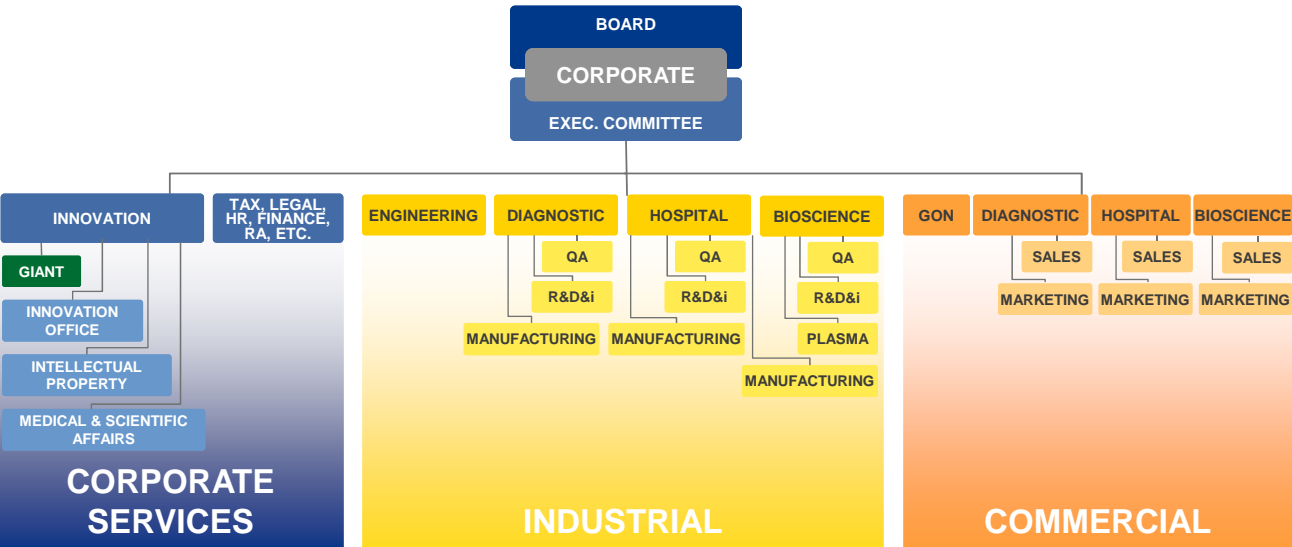 BOARD
CORPORATE
EXEC. COMMITTEE
INNOVATION
TAX, LEGAL,
HR, FINANCE,
RA, ETC.
GIANT
INNOVATION
OFFICE
INTELLECTUAL
PROPERTY
MEDICAL & SCIENTIFIC
AFFAIRS
CORPORATE
SERVICES
ENGINEERING
DIAGNOSTIC
QA
R&D&i
MANUFACTURING
HOSPITAL
QA
R&D&i
MANUFACTURING
BIOSCIENCE
QA
R&D&i
PLASMA
MANUFACTURING
INDUSTRIAL
GON
DIAGNOSTIC
SALES
MARKETING
HOSPITAL
SALES
MARKETING
BIOSCIENCE
SALES
MARKETING
COMMERCIAL